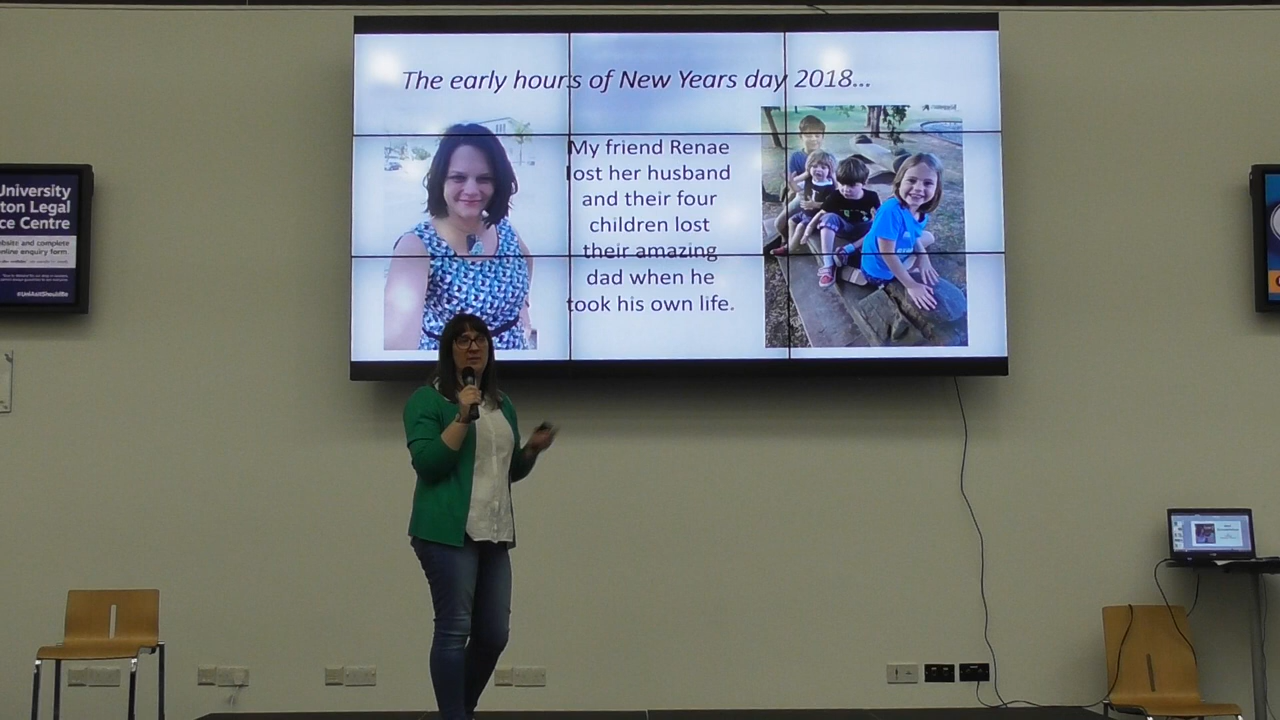 The early hours of New Years day 2018...
My friend Renae
lost her husband
and their four
children lost
their amazing
dad when he
took his own life.
University
ton Legal
ce Centre
ebsite and complete
online enquiry form.
#UniAsItShouldBe